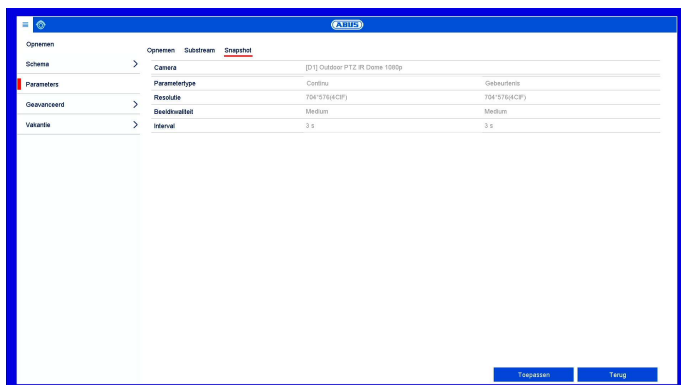 ABUS
Opnemen
Opnemen Substream Snapshot
Schema
Camera [D1] Outdoor PTZ IR Dome 1080p
Parameters
Parametertype Continu Gebeurtenis
Resolutie 704*576(4CIF) 704*576(4CIF)
Geavanceerd
Beeldkwaliteit Medium Medium
Vakantie
Interval 3 s 3 s
Toepassen Terug